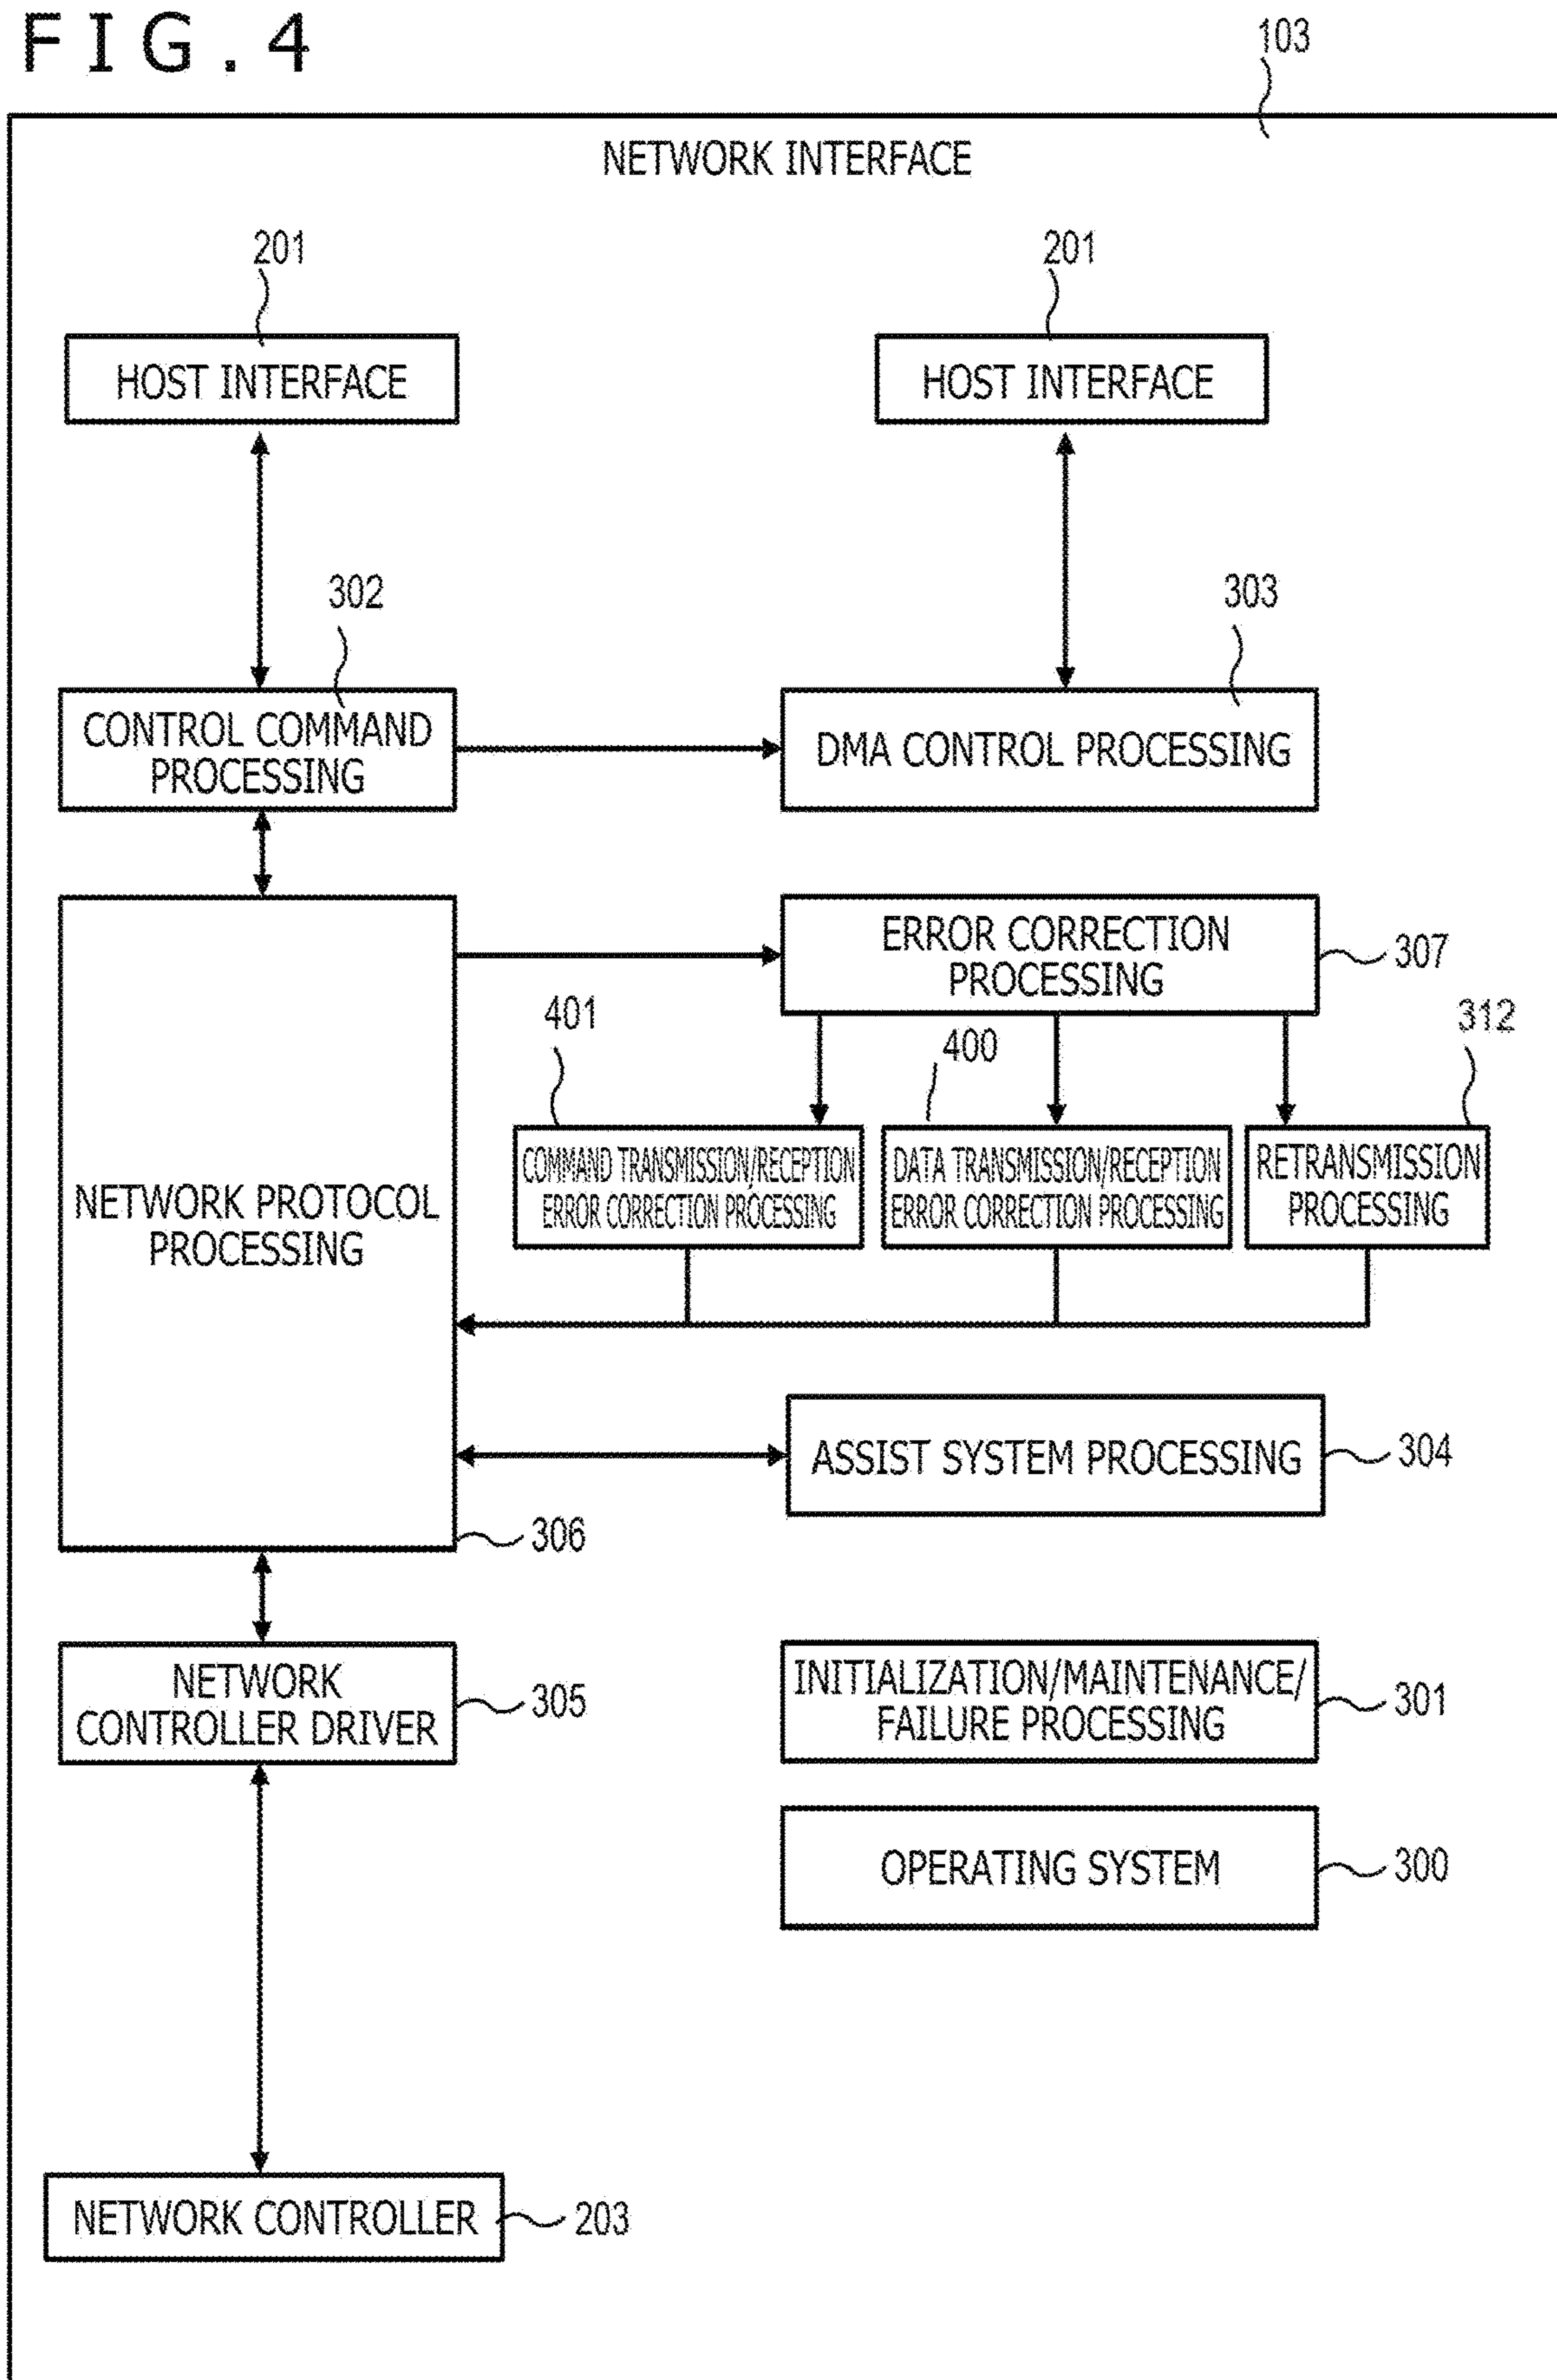 FIG.4
103
NETWORK INTERFACE
201
201
HOST INTERFACE
HOST INTERFACE
302
303
CONTROL COMMAND
PROCESSING
DMA CONTROL PROCESSING
ERROR CORRECTION
PROCESSING
307
401
400
312
COMMAND TRANSMISSION/RECEPTION
ERROR CORRECTION PROCESSING
DATA TRANSMISSION/RECEPTION
ERROR CORRECTION PROCESSING
RETRANSMISSION
PROCESSING
NETWORK PROTOCOL
PROCESSING
ASSIST SYSTEM PROCESSING
304
306
NETWORK
CONTROLLER DRIVER
305
INITIALIZATION/MAINTENANCE/
FAILURE PROCESSING
301
OPERATING SYSTEM
300
NETWORK CONTROLLER
203